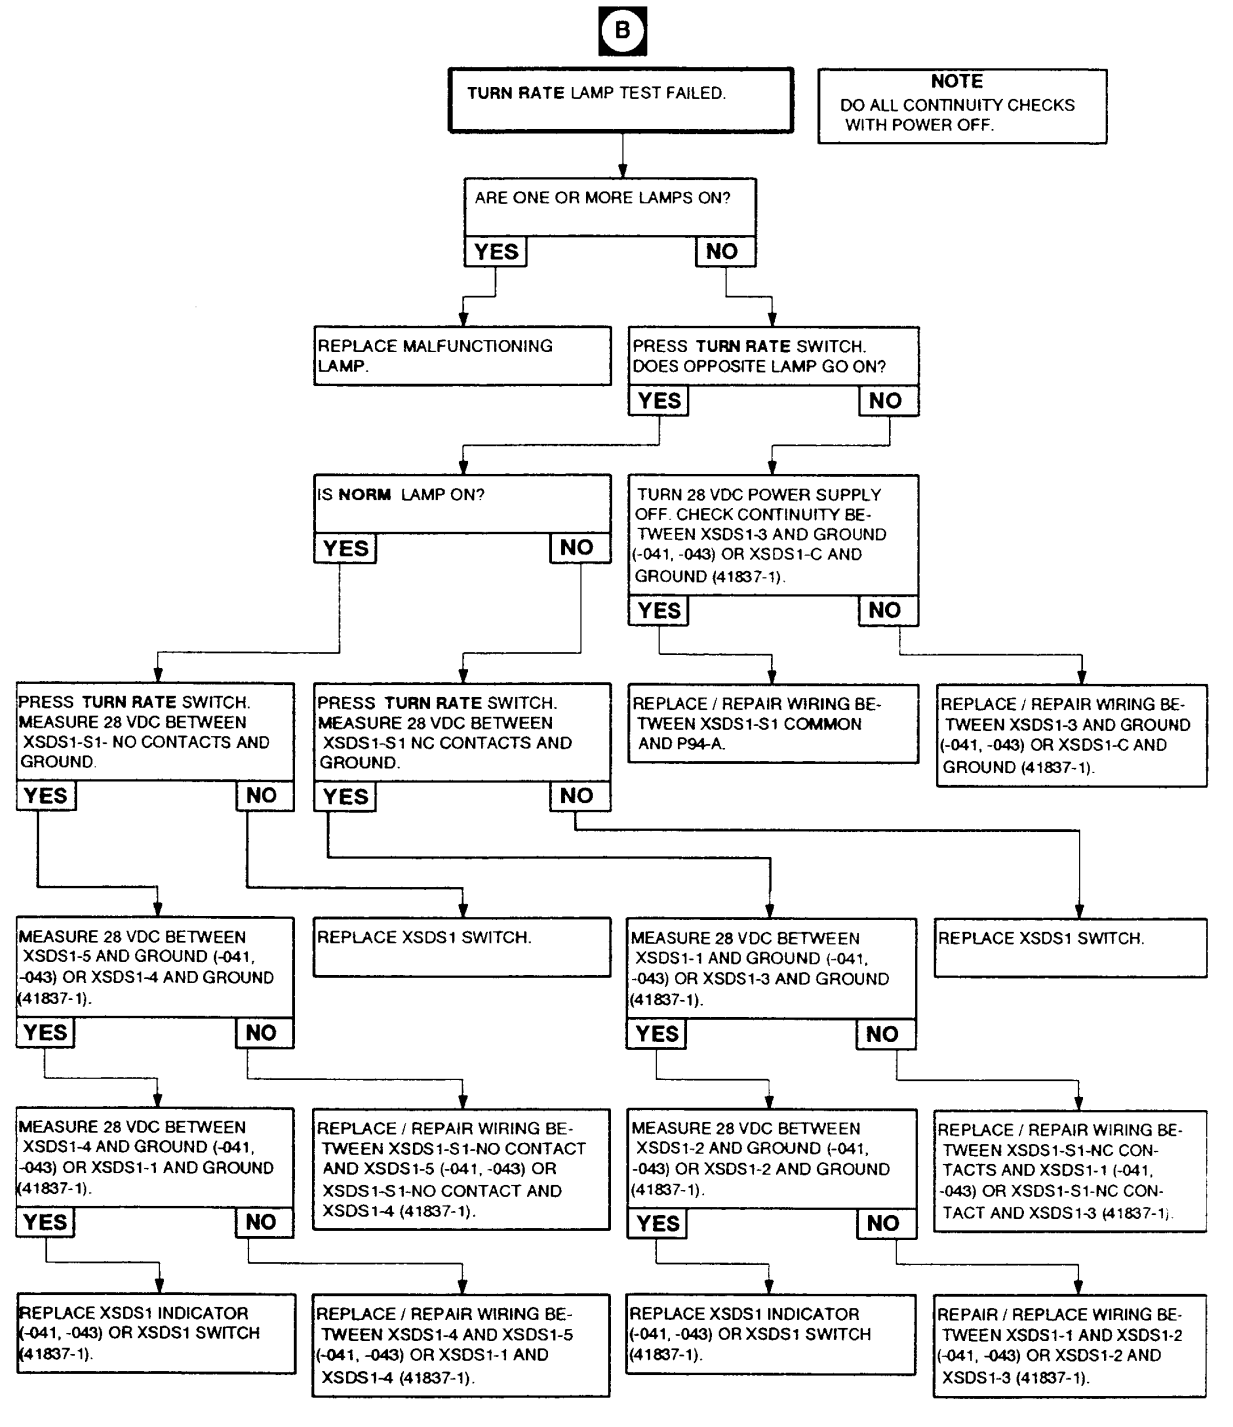 B
TURN RATE LAMP TEST FAILED.
NOTE
DO ALL CONTINUITY CHECKS
WITH POWER OFF.
ARE ONE OR MORE LAMPS ON?
YES
NO
REPLACE MALFUNCTIONING
LAMP.
PRESS TURN RATE SWITCH.
DOES OPPOSITE LAMP GO ON?
YES
NO
IS NORM LAMP ON?
YES
NO
TURN 28 VDC POWER SUPPLY
OFF. CHECK CONTINUITY BE-
TWEEN XSDS1-3 AND GROUND
(-041, -043) OR XSDS1-C AND
GROUND (41837-1).
YES
NO
PRESS TURN RATE SWITCH.
MEASURE 28 VDC BETWEEN
XSDS1-S1- NO CONTACTS AND
GROUND.
YES
NO
PRESS TURN RATE SWITCH.
MEASURE 28 VDC BETWEEN
XSDS1-S1 NC CONTACTS AND
GROUND.
YES
NO
REPLACE / REPAIR WIRING BE-
TWEEN XSDS1-S1 COMMON
AND P94-A.
REPLACE / REPAIR WIRING BE-
TWEEN XSDS1-3 AND GROUND
(-041, -043) OR XSDS1-C AND
GROUND (41837-1).
MEASURE 28 VDC BETWEEN
XSDS1-5 AND GROUND (-041,
-043) OR XSDS1-4 AND GROUND
(41837-1).
YES
NO
REPLACE XSDS1 SWITCH.
MEASURE 28 VDC BETWEEN
XSDS1-1 AND GROUND (-041,
-043) OR XSDS1-3 AND GROUND
(41837-1).
YES
NO
REPLACE XSDS1 SWITCH.
MEASURE 28 VDC BETWEEN
XSDS1-4 AND GROUND (-041,
-043) OR XSDS1-1 AND GROUND
(41837-1).
YES
NO
REPLACE / REPAIR WIRING BE-
TWEEN XSDS1-S1-NO CONTACT
AND XSDS1-5 (-041, -043) OR
XSDS1-S1-NO CONTACT AND
XSDS1-4 (41837-1).
MEASURE 28 VDC BETWEEN
XSDS1-2 AND GROUND (-041,
-043) OR XSDS1-2 AND GROUND
(41837-1).
YES
NO
REPLACE / REPAIR WIRING BE-
TWEEN XSDS1-S1-NC CON-
TACTS AND XSDS1-1 (-041,
-043) OR XSDS1-S1-NC CON-
TACT AND XSDS1-3 (41837-1).
REPLACE XSDS1 INDICATOR
(-041, -043) OR XSDS1 SWITCH
(41837-1).
REPLACE / REPAIR WIRING BE-
TWEEN XSDS1-4 AND XSDS1-5
(-041, -043) OR XSDS1-1 AND
XSDS1-4 (41837-1).
REPLACE XSDS1 INDICATOR
(-041, -043) OR XSDS1 SWITCH
(41837-1).
REPAIR / REPLACE WIRING BE-
TWEEN XSDS1-1 AND XSDS1-2
(-041, -043) OR XSDS1-2 AND
XSDS1-3 (41837-1).